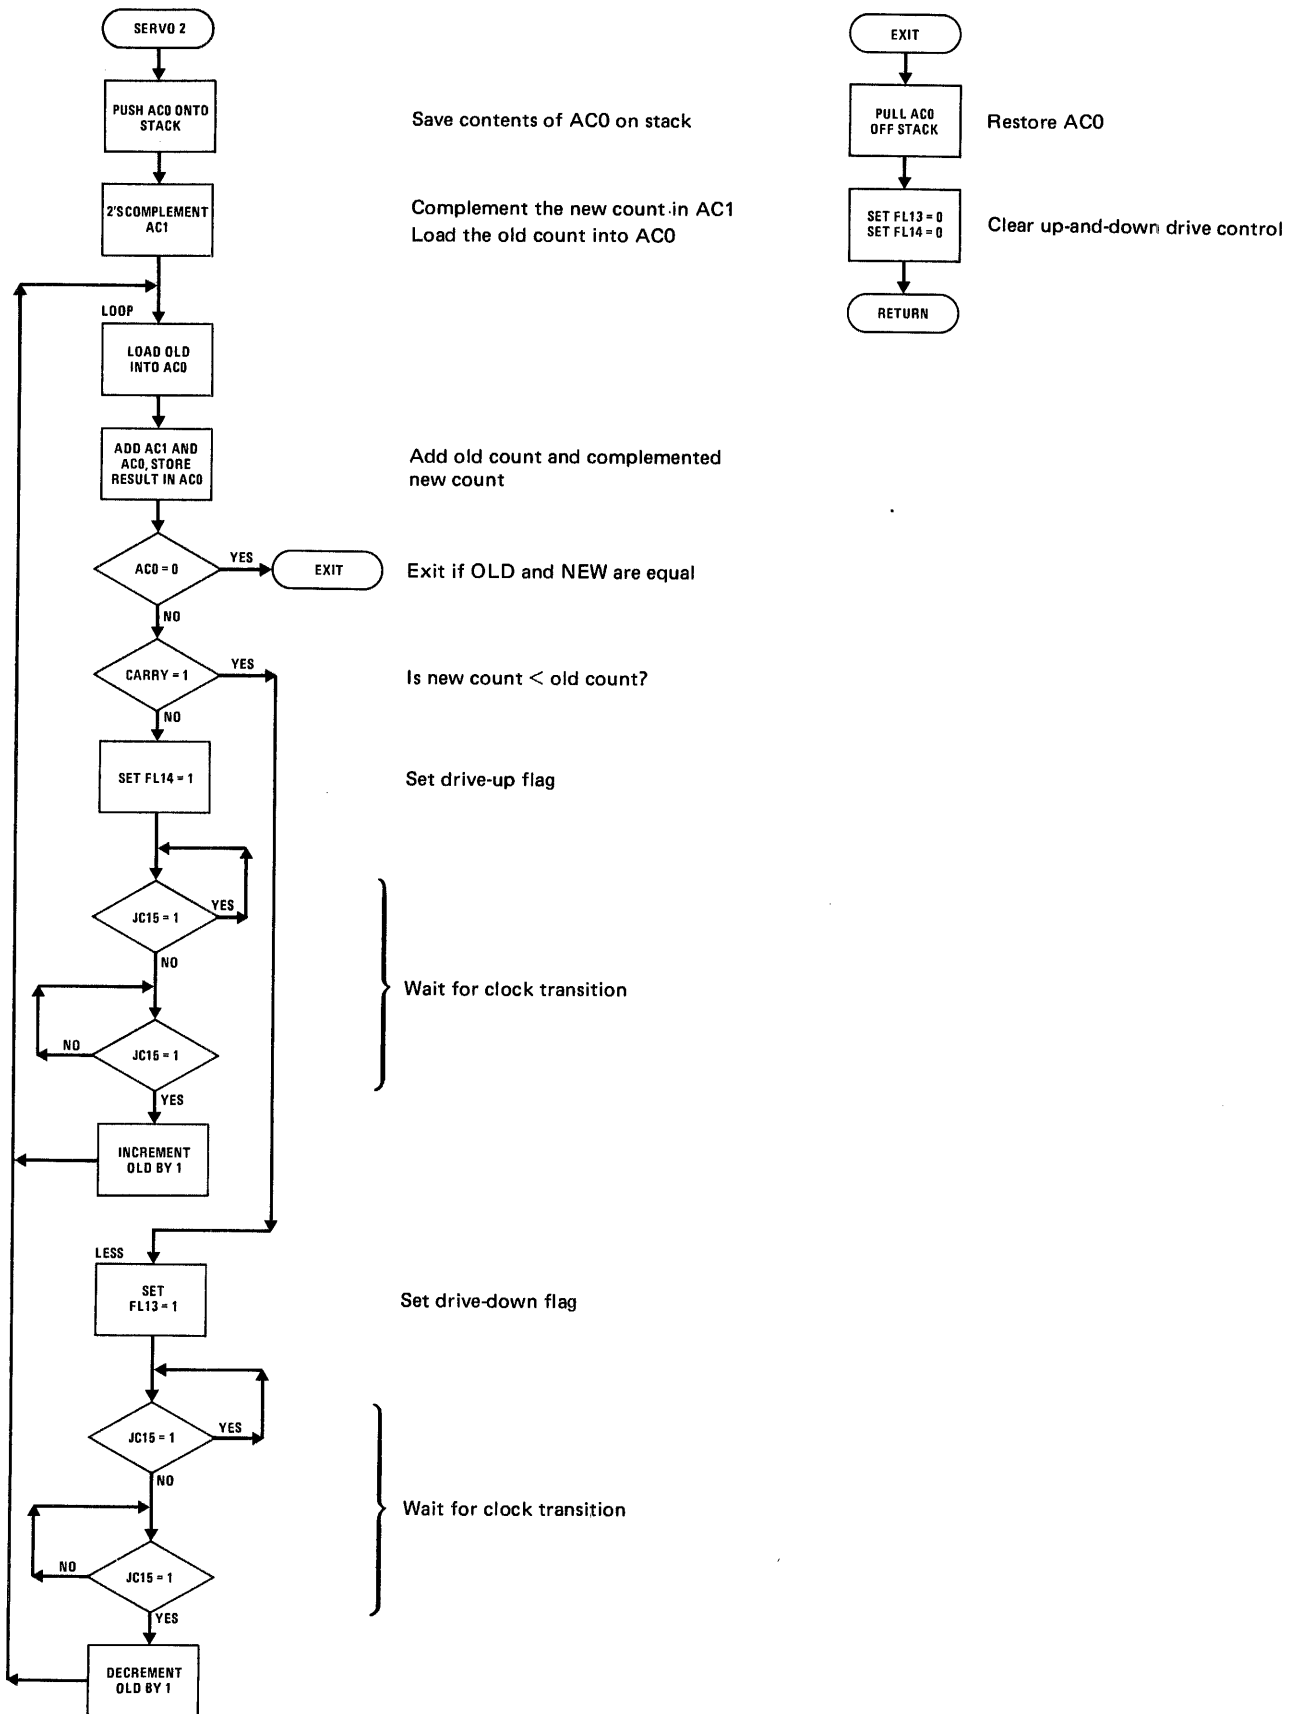 SERVO 2
PUSH AC0 ONTO
STACK
Save contents of AC0 on stack
2'S COMPLEMENT
AC1
Complement the new count in AC1
Load the old count into AC0
LOOP
LOAD OLD
INTO AC0
ADD AC1 AND
AC0, STORE
RESULT IN AC0
Add old count and complemented
new count
AC0 = 0
YES
EXIT
Exit if OLD and NEW are equal
NO
CARRY = 1
YES
Is new count < old count?
NO
SET FL14 = 1
Set drive-up flag
JC15 = 1
YES
NO
Wait for clock transition
JC15 = 1
NO
YES
INCREMENT
OLD BY 1
LESS
SET
FL13 = 1
Set drive-down flag
JC15 = 1
YES
NO
Wait for clock transition
JC15 = 1
NO
YES
DECREMENT
OLD BY 1
EXIT
PULL AC0
OFF STACK
Restore AC0
SET FL13 = 0
SET FL14 = 0
Clear up-and-down drive control
RETURN